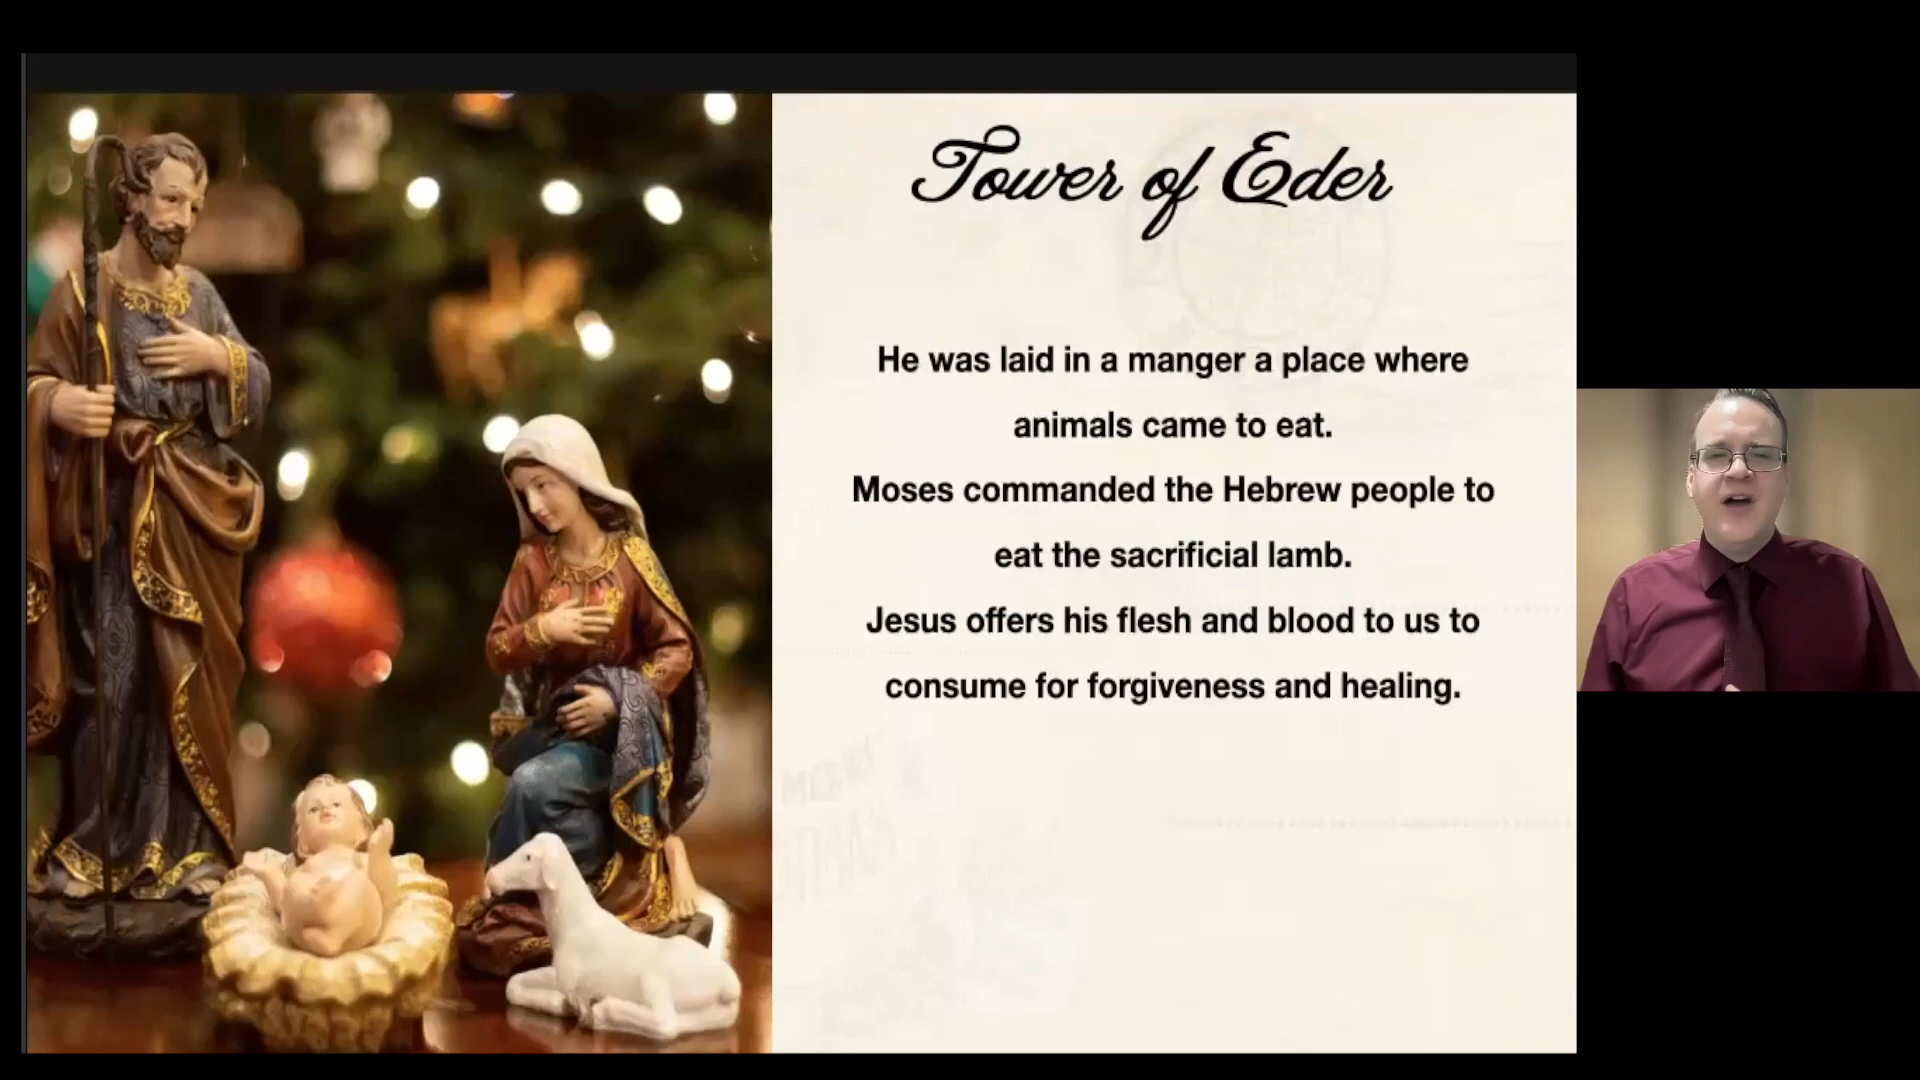 Tower of Eder
He was laid in a manger a place where
animals came to eat.
Moses commanded the Hebrew people to
eat the sacrificial lamb.
Jesus offers his flesh and blood to us to
consume for forgiveness and healing.
MERRY